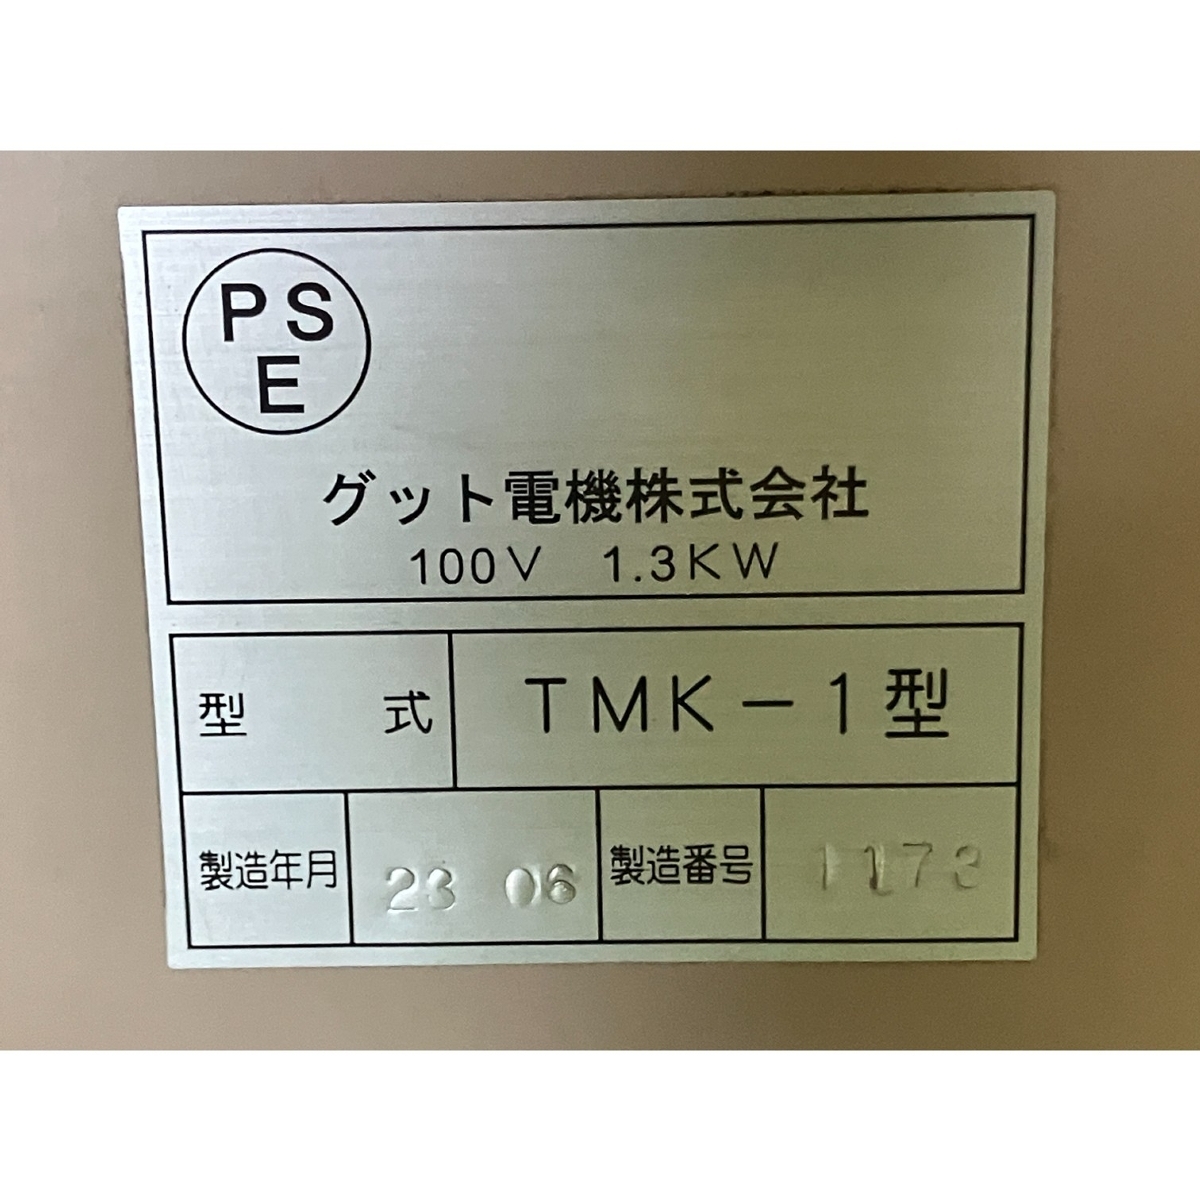 PS
E
グット電機株式会社
100V 1.3KW
型式 TMK-1型
製造年月 23 06 製造番号 1173